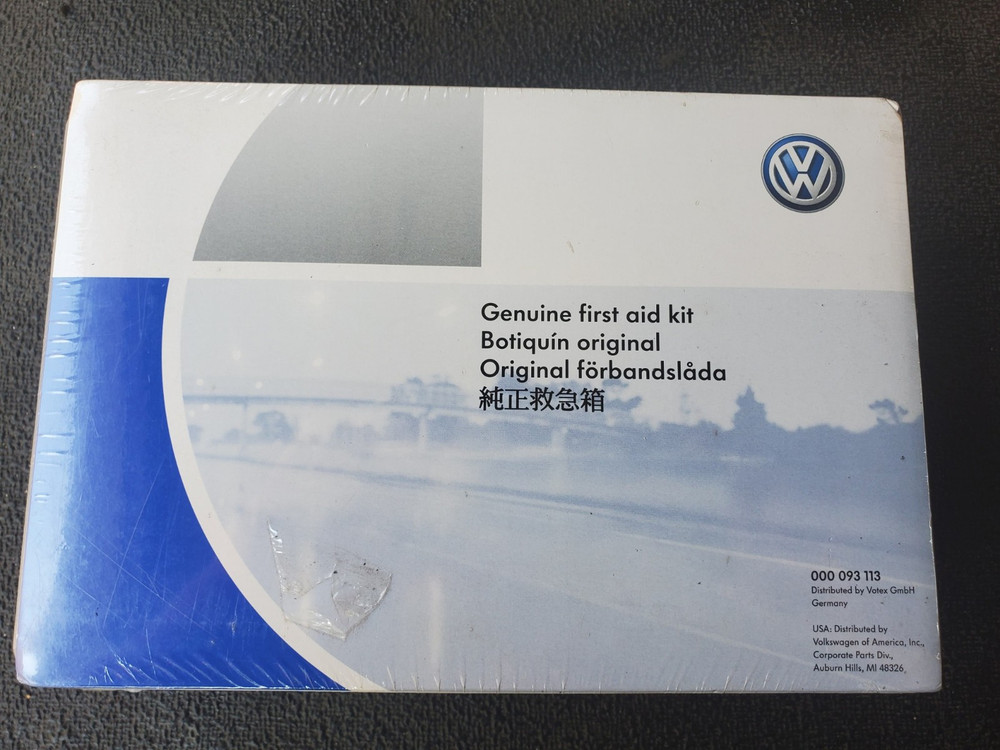 Genuine first aid kit
Botiquín original
Original förbandslåda
純正救急箱
000 093 113
Distributed by Votex GmbH
Germany
USA: Distributed by
Volkswagen of America, Inc.,
Corporate Parts Div.,
Auburn Hills, MI 48326